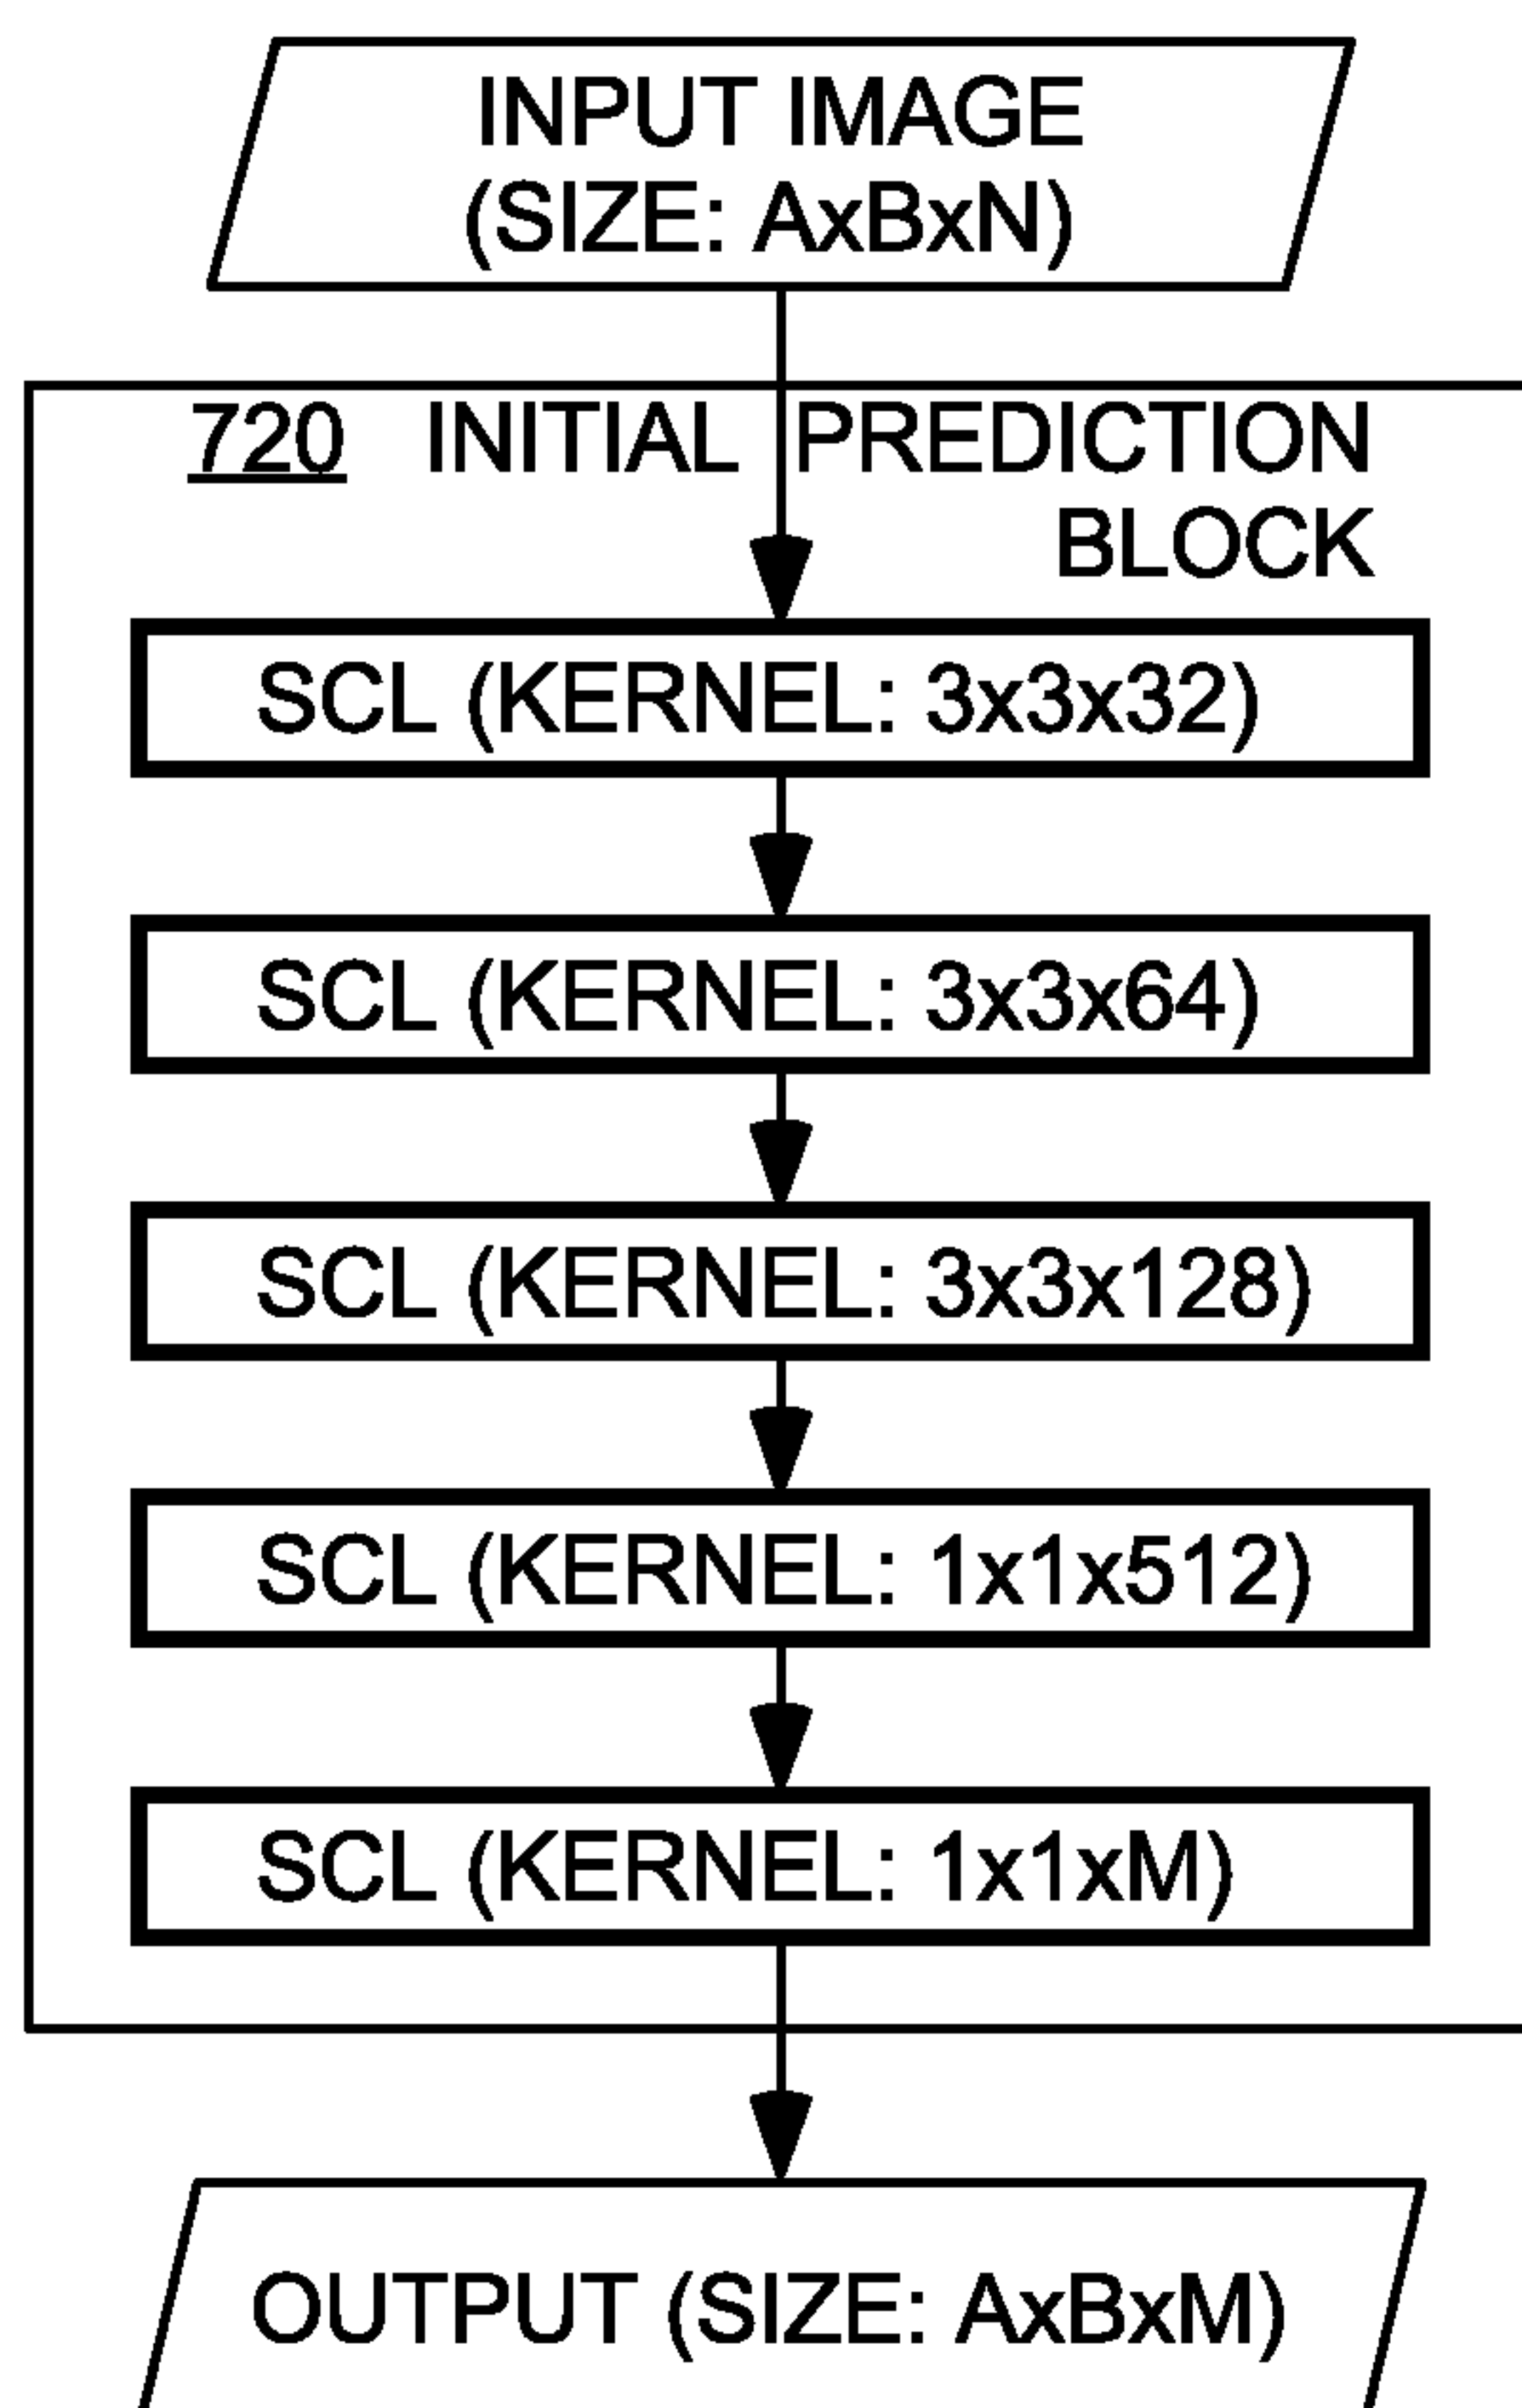 INPUT IMAGE
(SIZE: AxBxN)
720 INITIAL PREDICTION
BLOCK
SCL (KERNEL: 3x3x32)
SCL (KERNEL: 3x3x64)
SCL (KERNEL: 3x3x128)
SCL (KERNEL: 1x1x512)
SCL (KERNEL: 1x1xM)
OUTPUT (SIZE: AxBxM)